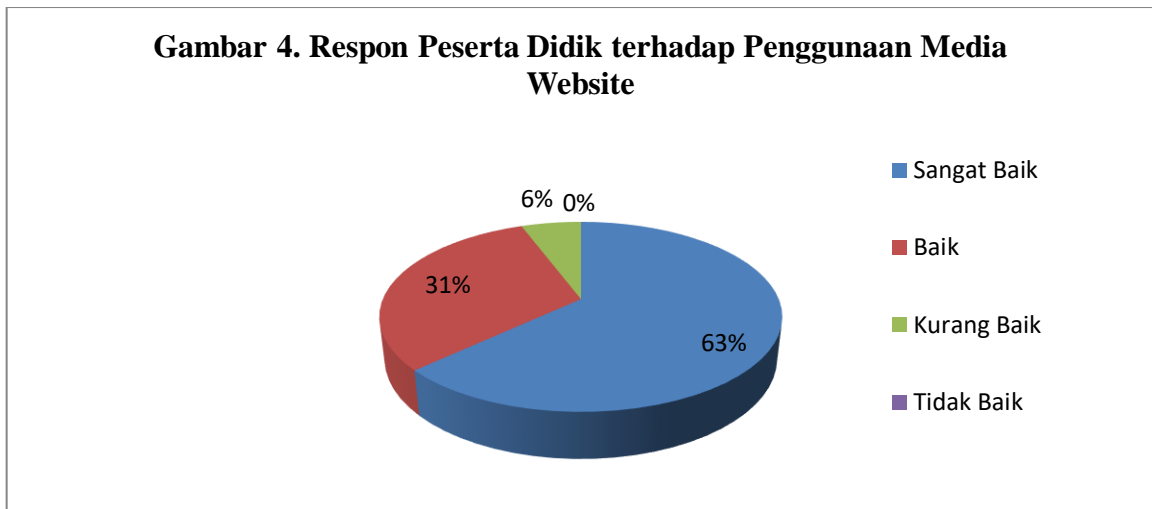 Gambar 4. Respon Peserta Didik terhadap Penggunaan Media
Website
Sangat Baik
6% 0%
Baik
31%
Kurang Baik
63%
Tidak Baik